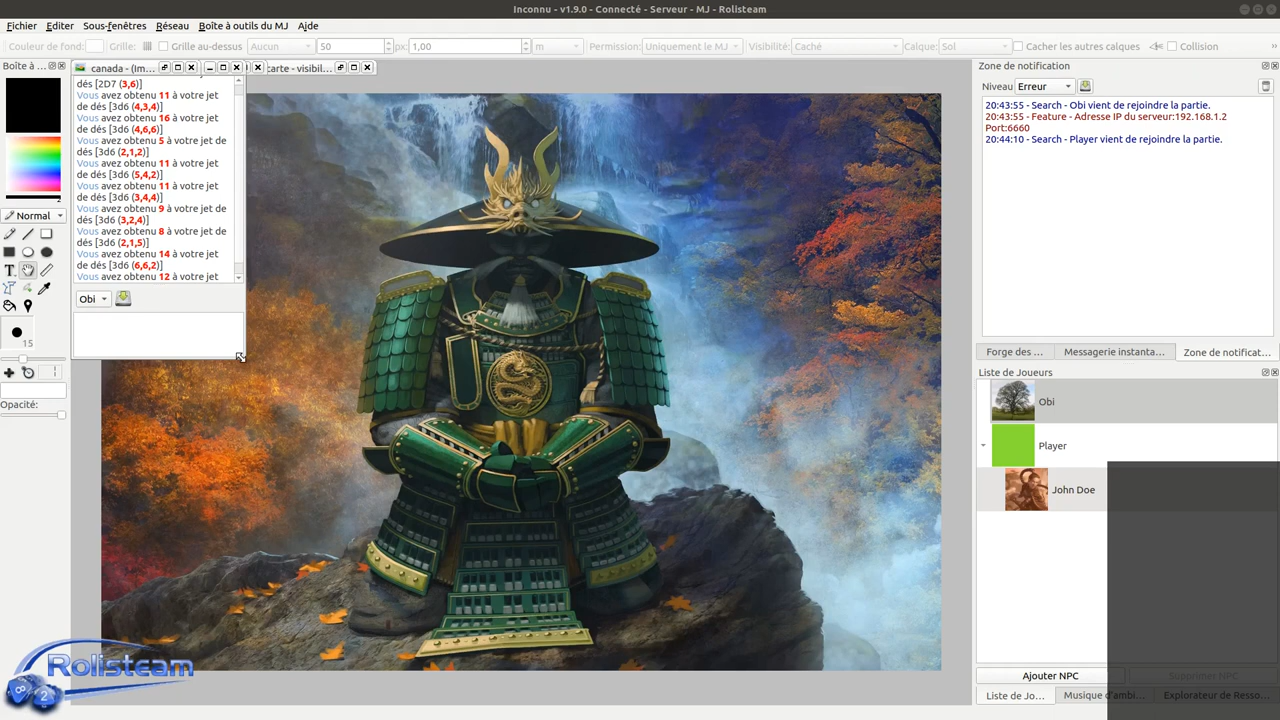 Inconnu - v1.9.0 - Connecté - Serveur - MJ - Rolisteam
Fichier Editer Sous-fenêtres Réseau Boîte à outils du MJ Aide
Couleur de fond: Grille: Grille au-dessus Aucun 50 px: 1,00 m Permission: Uniquement le MJ Visibilité: Caché Calque: Sol Cacher les autres calques Collision
Boîte à ...
canada - (Im...
carte - visibil...
dés [2D7 (3,6)]
Vous avez obtenu 11 à votre jet
de dés [3d6 (4,3,4)]
Vous avez obtenu 16 à votre jet
de dés [3d6 (4,6,6)]
Vous avez obtenu 5 à votre jet de
dés [3d6 (2,1,2)]
Vous avez obtenu 11 à votre jet
de dés [3d6 (5,4,2)]
Vous avez obtenu 11 à votre jet
de dés [3d6 (3,4,4)]
Vous avez obtenu 9 à votre jet de
dés [3d6 (3,2,4)]
Vous avez obtenu 8 à votre jet de
dés [3d6 (2,1,5)]
Vous avez obtenu 14 à votre jet
de dés [3d6 (6,6,2)]
Vous avez obtenu 12 à votre jet
Obi
Normal
15
Opacité:
Zone de notification
Niveau Erreur
20:43:55 - Search - Obi vient de rejoindre la partie.
20:43:55 - Feature - Adresse IP du serveur:192.168.1.2
Port:6660
20:44:10 - Search - Player vient de rejoindre la partie.
Forge des ... Messagerie instanta... Zone de notificat...
Liste de Joueurs
Obi
Player
John Doe
Ajouter NPC Supprimer NPC
Liste de Jo... Musique d'ambi... Explorateur de Resso...
Rolisteam
8 2